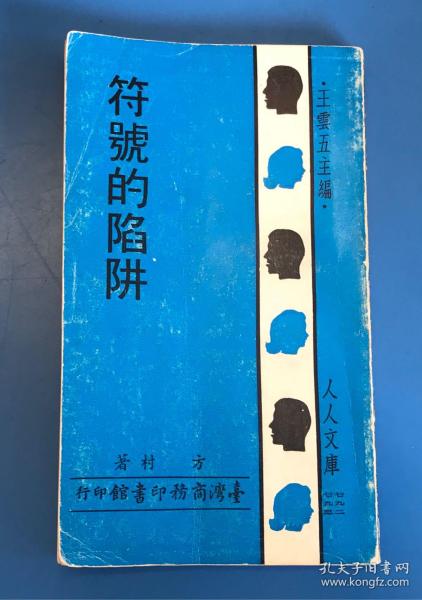 符號的陷阱
·王雲五主編·
人人文庫
方村著
臺灣商務印書館印行
孔夫子旧书网
www.kongfz.com